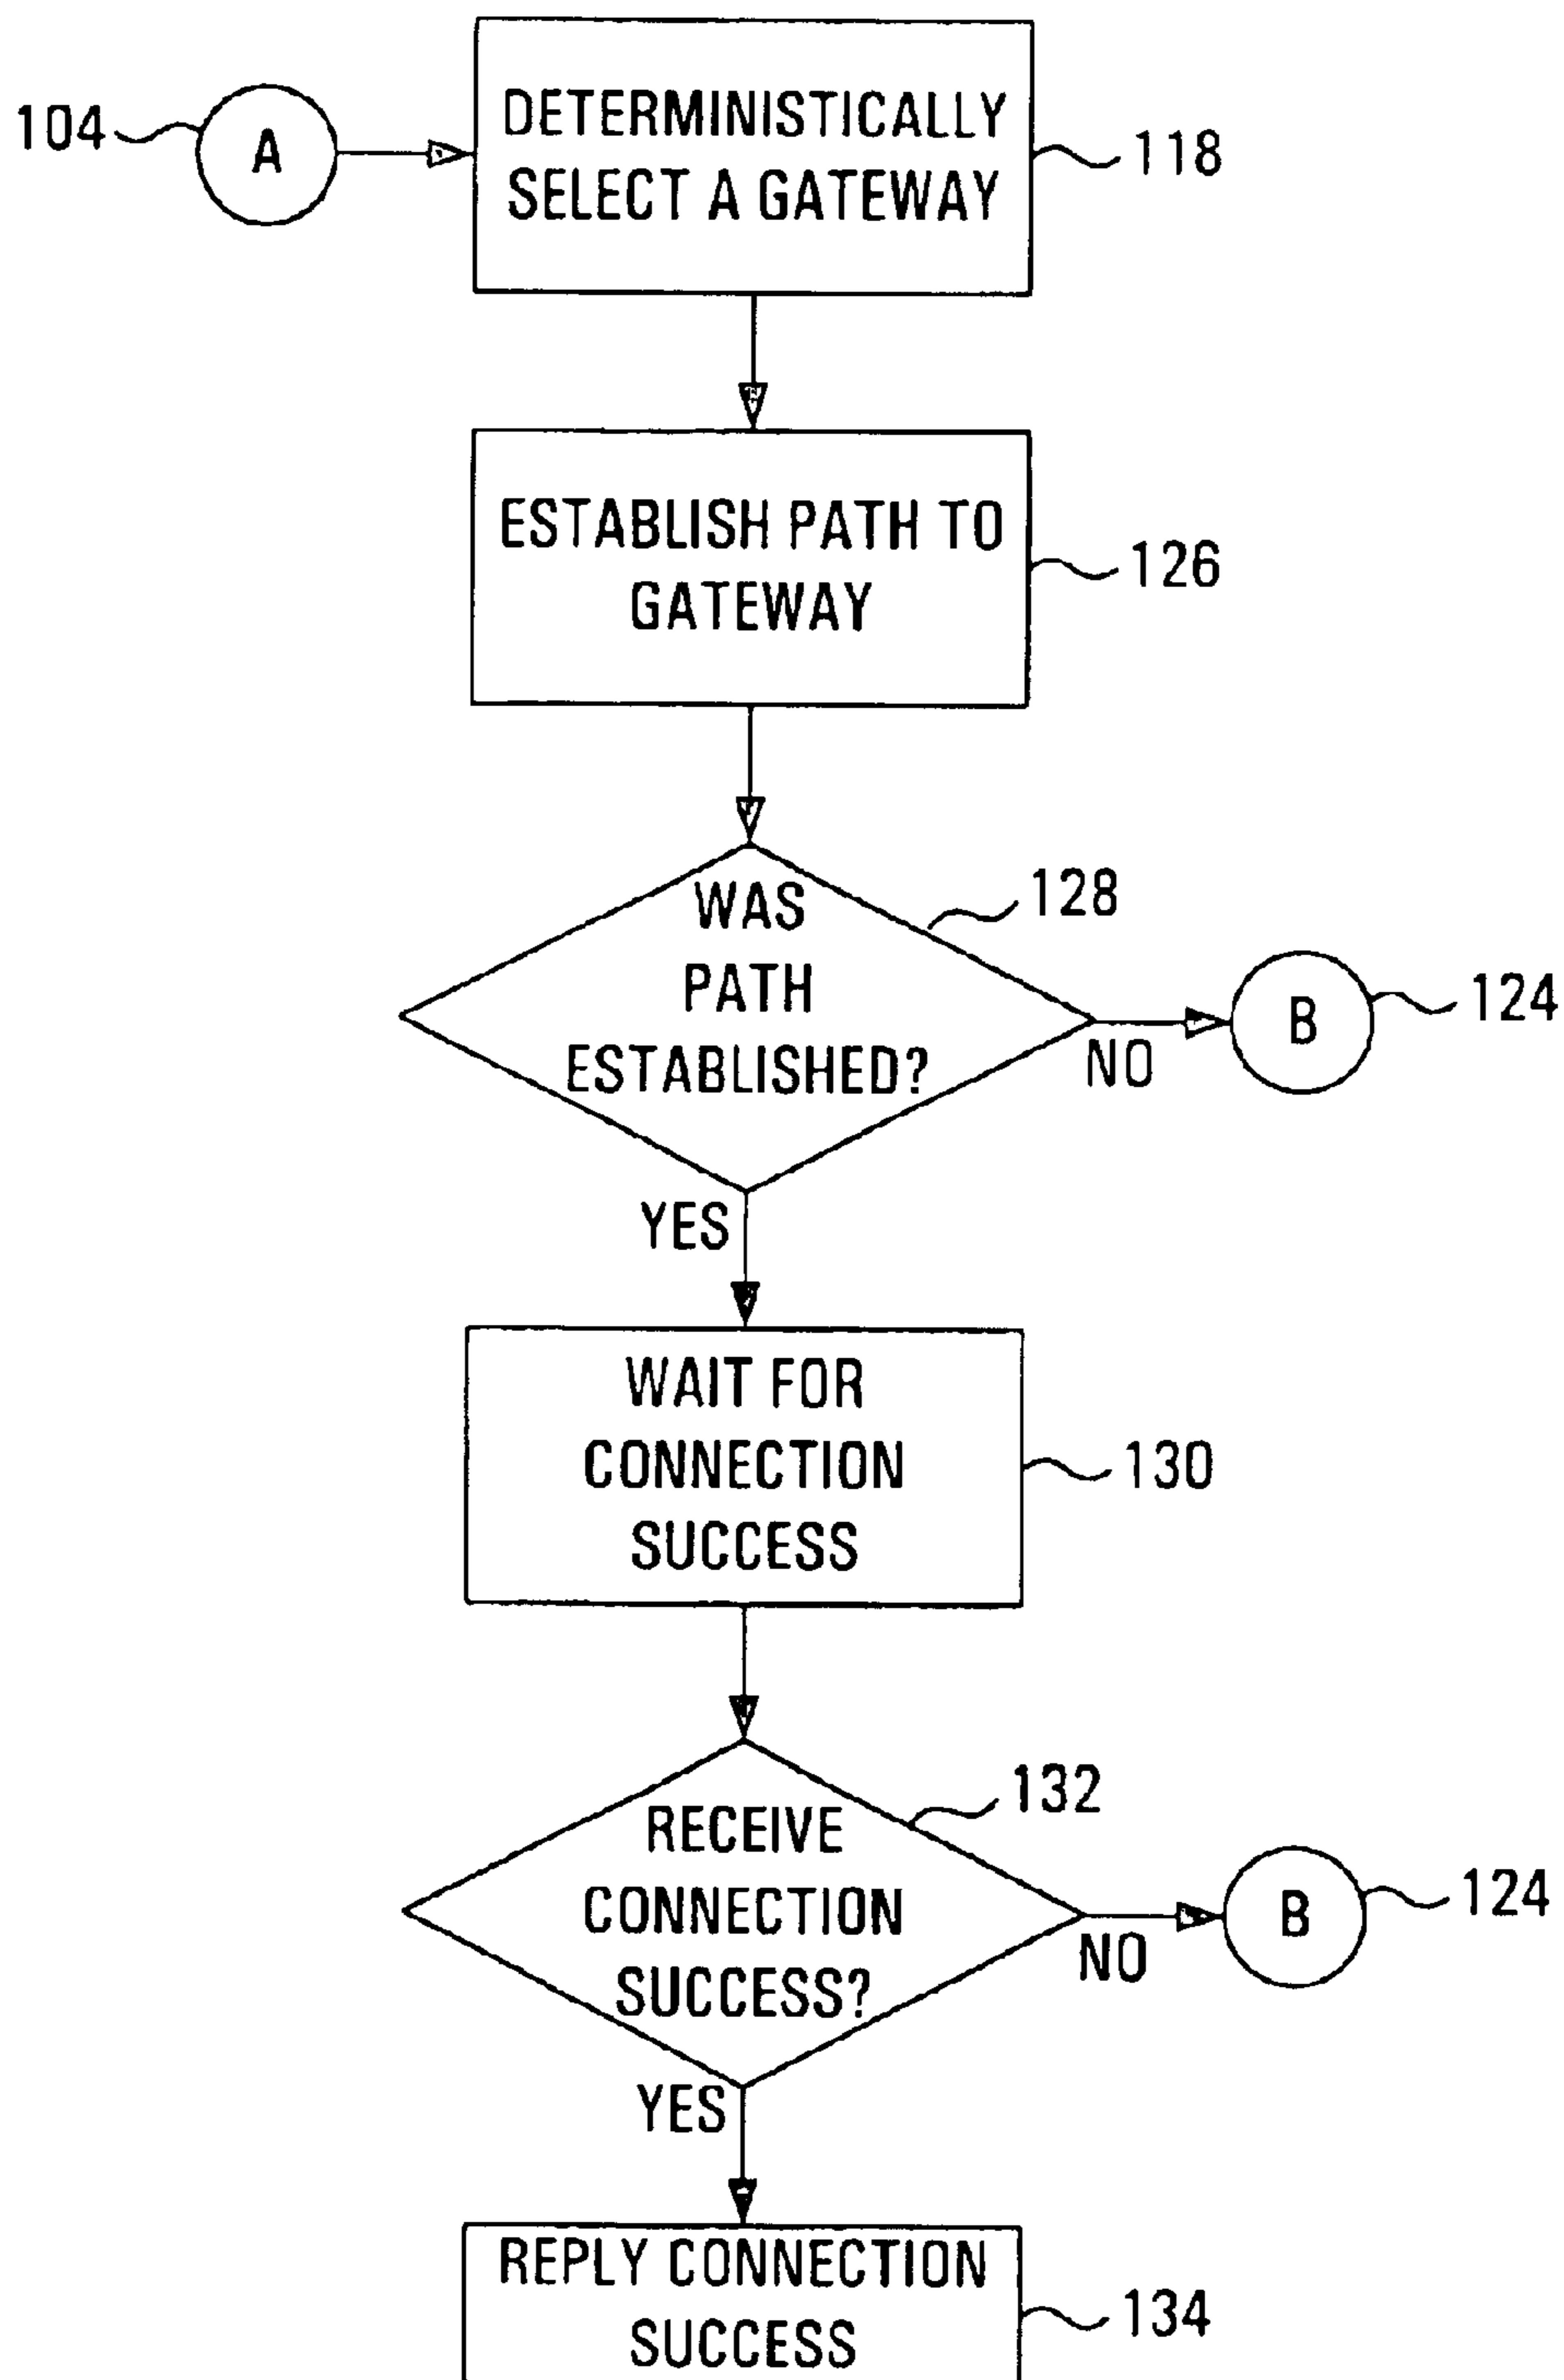 104
A
DETERMINISTICALLY
SELECT A GATEWAY
118
ESTABLISH PATH TO
GATEWAY
126
WAS
PATH
ESTABLISHED?
128
NO
B
124
YES
WAIT FOR
CONNECTION
SUCCESS
130
RECEIVE
CONNECTION
SUCCESS?
132
NO
B
124
YES
REPLY CONNECTION
SUCCESS
134